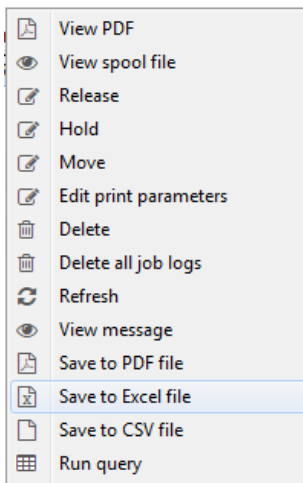 View PDF
View spool file
Release
Hold
Move
Edit print parameters
Delete
Delete all job logs
Refresh
View message
Save to PDF file
Save to Excel file
Save to CSV file
Run query